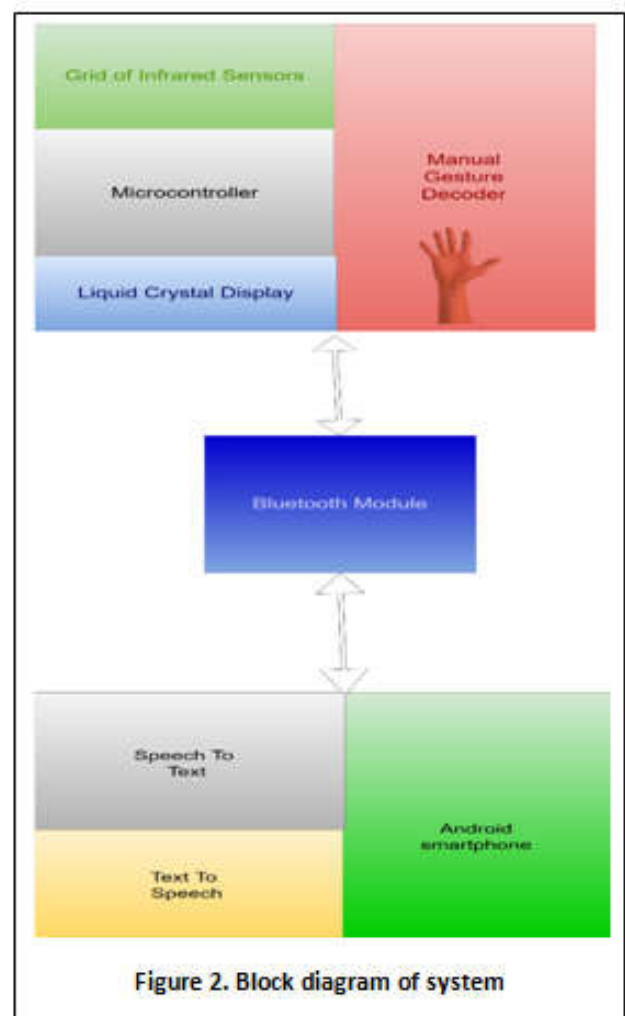 Grid of Infrared Sensors
Microcontroller
Liquid Crystal Display
Manual
Gesture
Decoder
Bluetooth Module
Speech To
Text
Text To
Speech
Android
smartphone
Figure 2. Block diagram of system